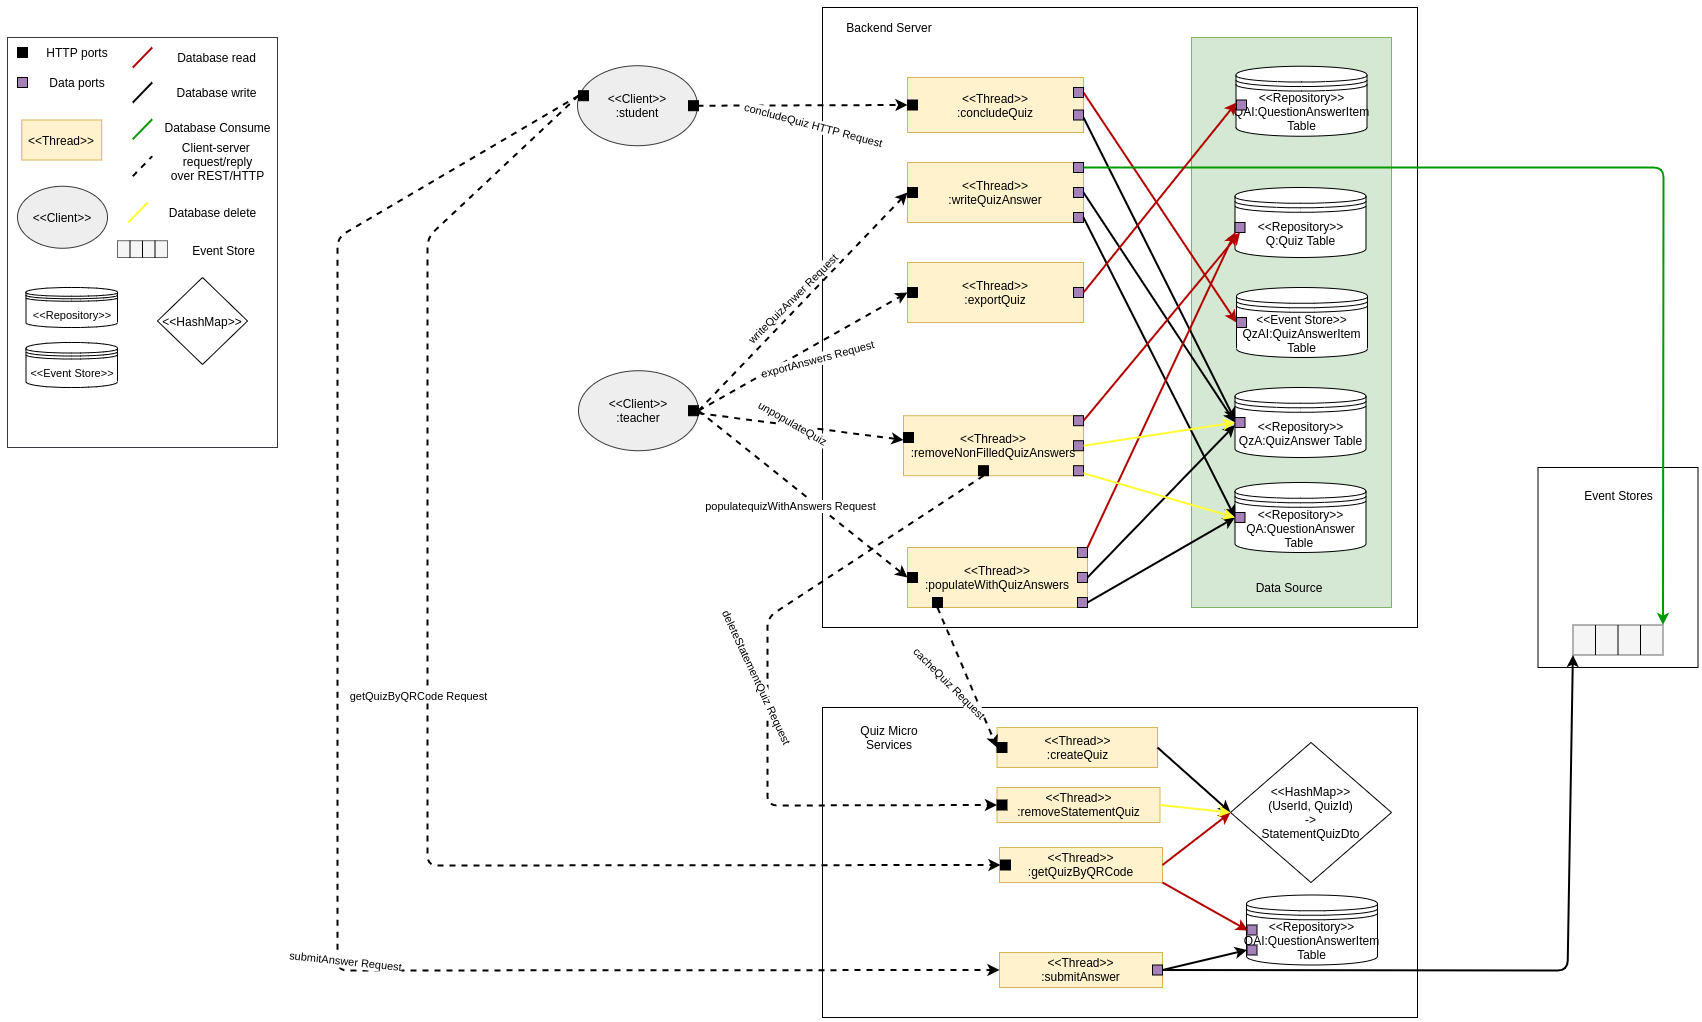 HTTP ports
Data ports
<<Thread>>
<<Client>>
<<Repository>>
<<Event Store>>
Database read
Database write
Database Consume
Client-server
request/reply
over REST/HTTP
Database delete
Event Store
<<HashMap>>
<<Client>>
:student
<<Client>>
:teacher
concludeQuiz HTTP Request
writeQuizAnwer Request
exportAnswers Request
unpopulateQuiz
populatequizWithAnswers Request
deleteStatementQuiz Request
cacheQuiz Request
getQuizByQRCode Request
submitAnswer Request
Backend Server
<<Thread>>
:concludeQuiz
<<Thread>>
:writeQuizAnswer
<<Thread>>
:exportQuiz
<<Thread>>
:removeNonFilledQuizAnswers
<<Thread>>
:populateWithQuizAnswers
<<Repository>>
QAI:QuestionAnswerItem
Table
<<Repository>>
Q:Quiz Table
<<Event Store>>
QzAI:QuizAnswerItem
Table
<<Repository>>
QzA:QuizAnswer Table
<<Repository>>
QA:QuestionAnswer
Table
Data Source
Event Stores
Quiz Micro
Services
<<Thread>>
:createQuiz
<<Thread>>
:removeStatementQuiz
<<Thread>>
:getQuizByQRCode
<<Thread>>
:submitAnswer
<<HashMap>>
(UserId, QuizId)
->
StatementQuizDto
<<Repository>>
QAI:QuestionAnswerItem
Table